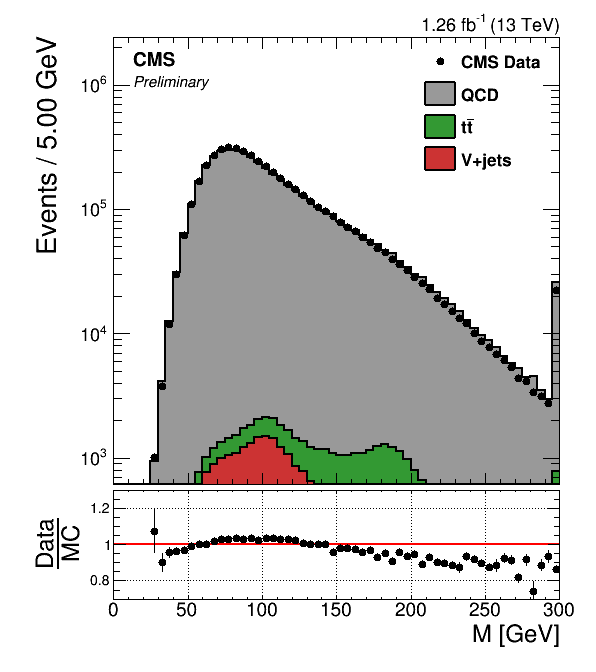 1.26 fb⁻¹ (13 TeV)
CMS
Preliminary
CMS Data
QCD
tt̄
V+jets
Events / 5.00 GeV
10⁶
10⁵
10⁴
10³
Data
MC
1.2
1
0.8
0 50 100 150 200 250 300
M [GeV]